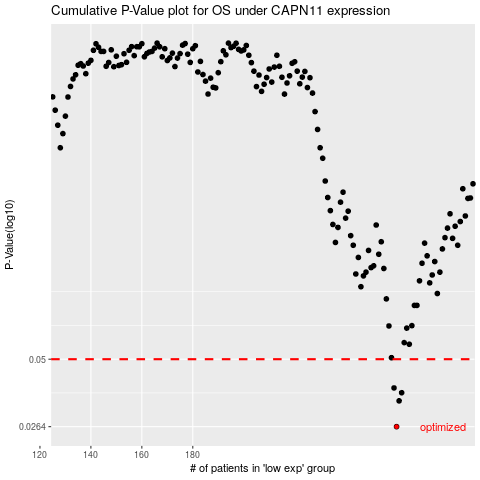 Cumulative P-Value plot for OS under CAPN11 expression
P-Value(log10)
0.05
0.0264
optimized
120 140 160 180
# of patients in 'low exp' group